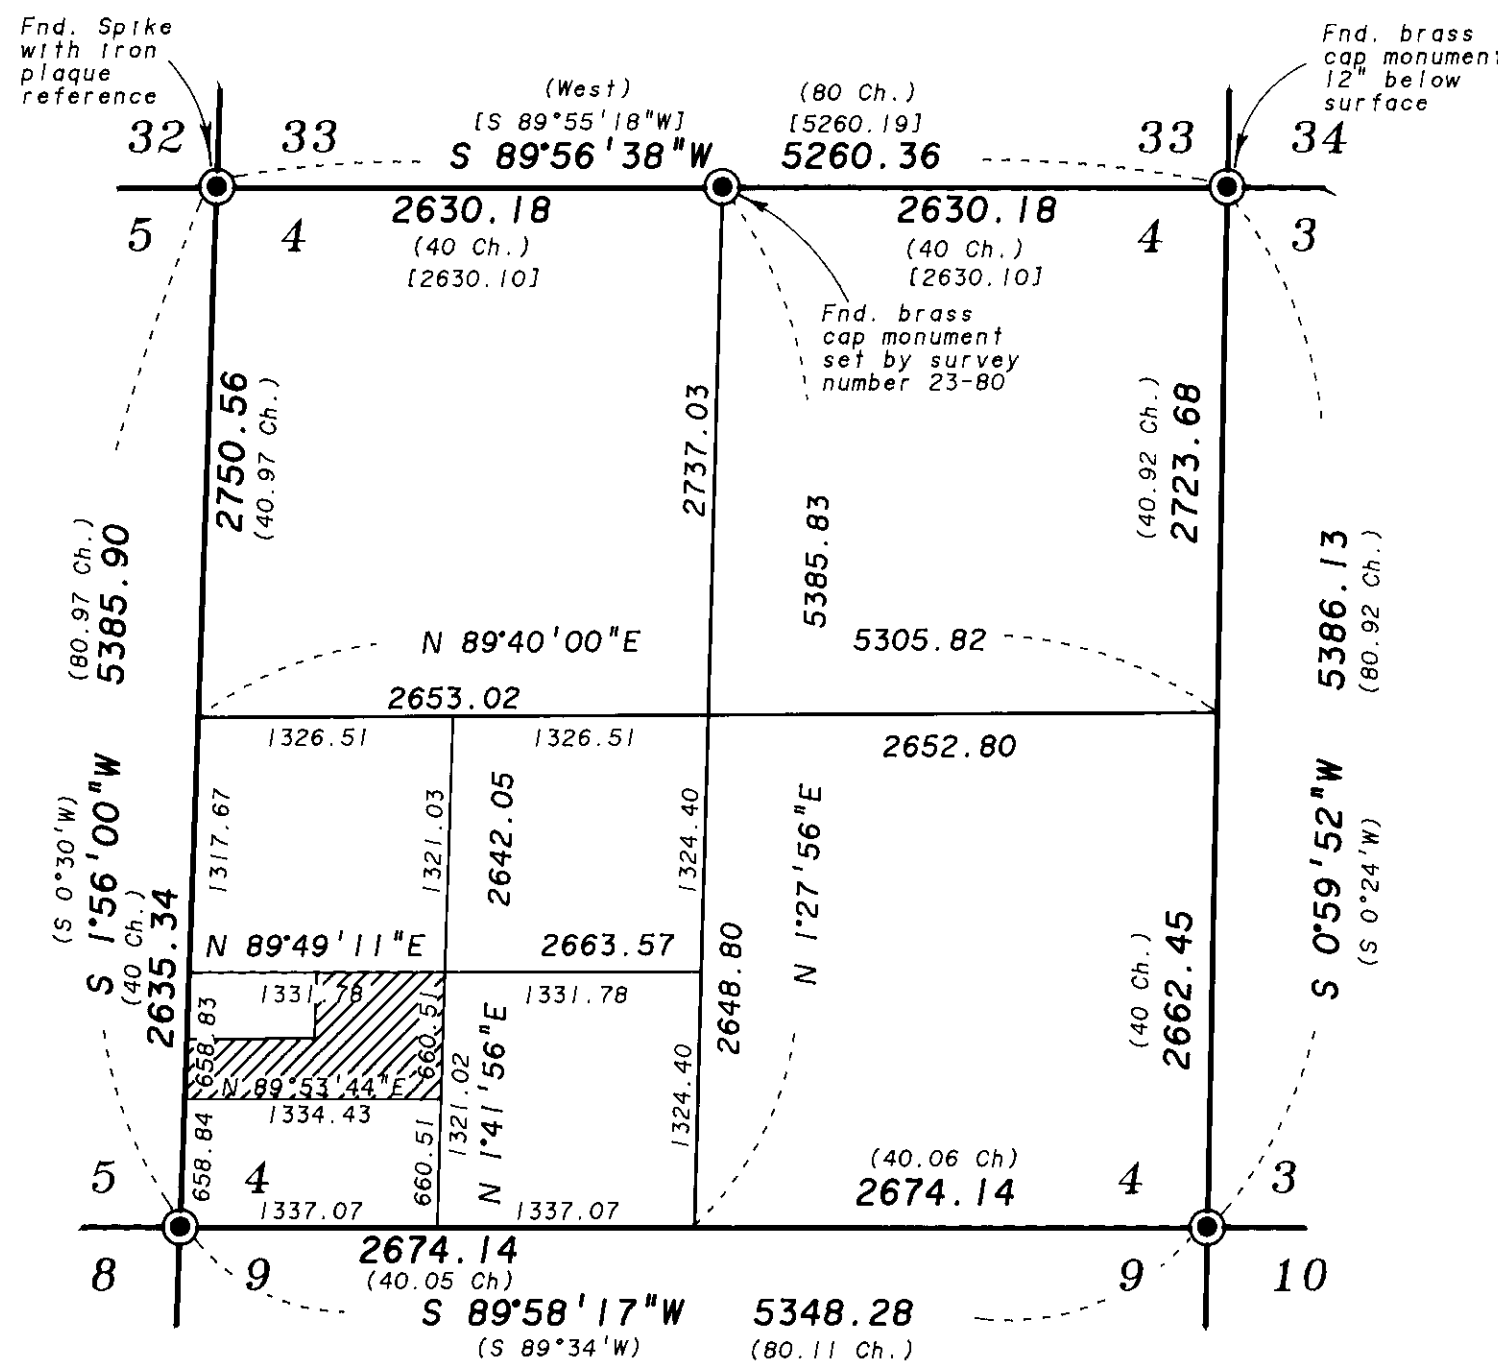 Fnd. Spike
with iron
plaque
reference
Fnd. brass
cap monument
12" below
surface
(West)
(80 Ch.)
[S 89°55'18"W]
[5260.19]
S 89°56'38"W
5260.36
32
33
33
34
5
4
2630.18
(40 Ch.)
[2630.10]
2630.18
(40 Ch.)
[2630.10]
4
3
Fnd. brass
cap monument
set by survey
number 23-80
2750.56
(40.97 Ch.)
2737.03
(40.92 Ch.)
2723.68
(80.97 Ch.)
5385.90
5385.83
5386.13
(80.92 Ch.)
N 89°40'00"E
5305.82
2653.02
1326.51
1326.51
2652.80
(S 0°30'W)
S 1°56'00"W
(40 Ch.)
2635.34
1317.67
1321.03
2642.05
1324.40
N 1°27'56"E
S 0°59'52"W
(S 0°24'W)
N 89°49'11"E
2663.57
2648.80
(40 Ch.)
2662.45
1331.78
1331.78
658.83
660.51
N 1°41'56"E
1321.02
1324.40
N 89°53'44"E
1334.43
658.84
660.51
5
4
1337.07
1337.07
(40.06 Ch)
2674.14
4
3
8
9
2674.14
(40.05 Ch)
9
10
S 89°58'17"W
5348.28
(S 89°34'W)
(80.11 Ch.)